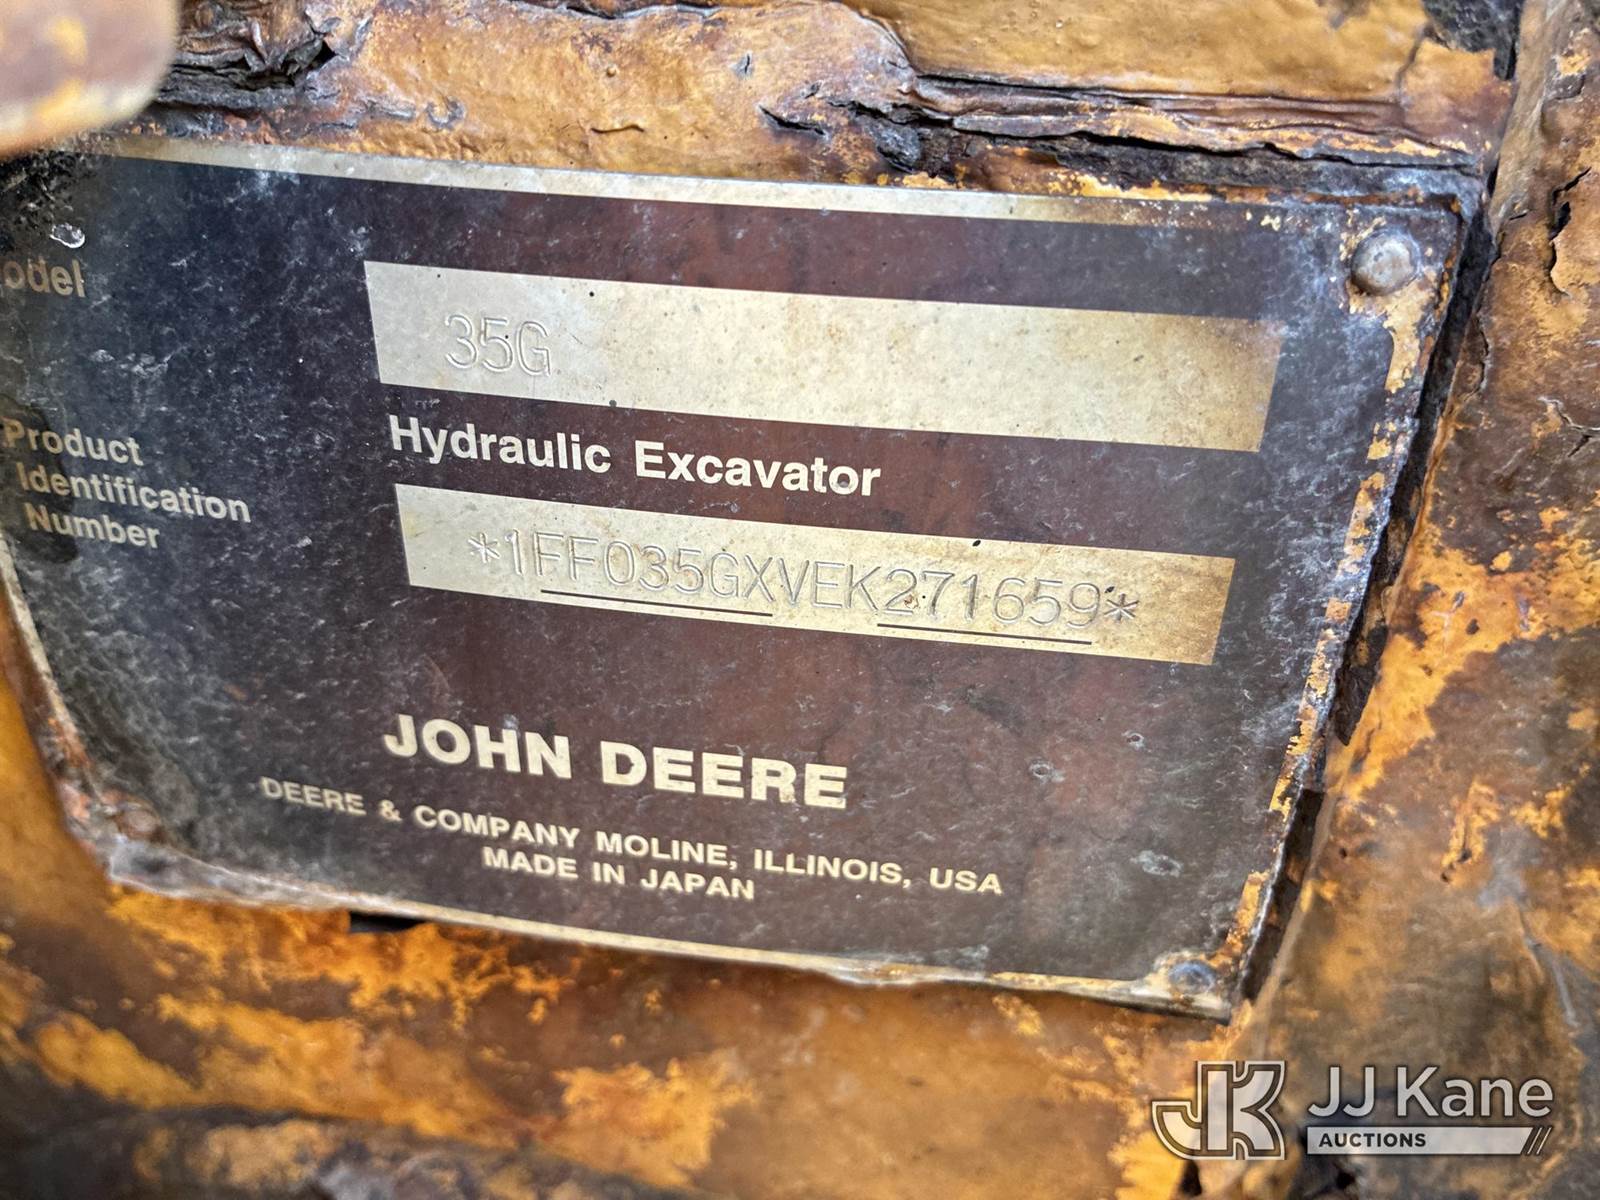 odel
35G
Hydraulic Excavator
Product
Identification
Number
*1FF035GXVEK271659*
JOHN DEERE
DEERE & COMPANY MOLINE, ILLINOIS, USA
MADE IN JAPAN
JK
JJ Kane
AUCTIONS